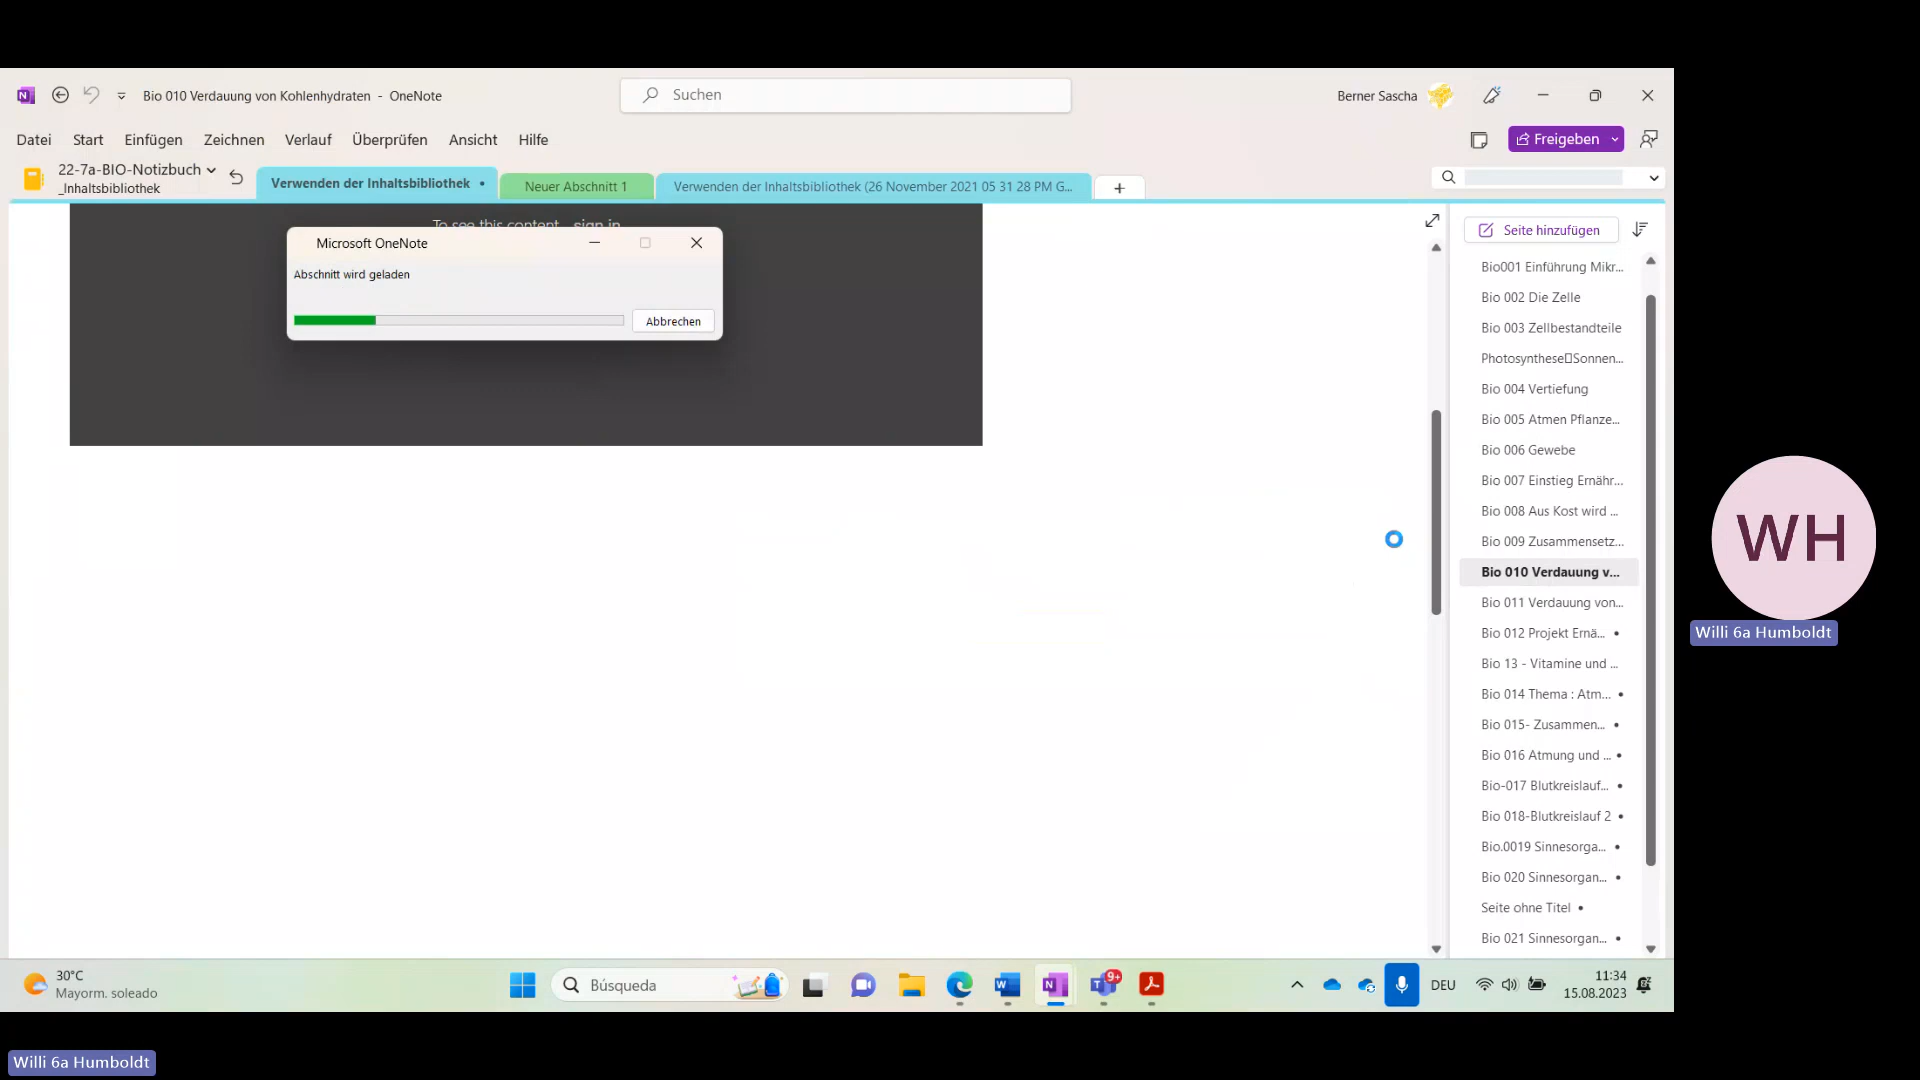 Bio 010 Verdauung von Kohlenhydraten - OneNote
Suchen
Berner Sascha
Datei Start Einfügen Zeichnen Verlauf Überprüfen Ansicht Hilfe
Freigeben
22-7a-BIO-Notizbuch
_Inhaltsbibliothek
Verwenden der Inhaltsbibliothek
Neuer Abschnitt 1
Verwenden der Inhaltsbibliothek (26 November 2021 05 31 28 PM G...
To see this content, sign in
Microsoft OneNote
Abschnitt wird geladen
Abbrechen
Seite hinzufügen
Bio001 Einführung Mikr...
Bio 002 Die Zelle
Bio 003 Zellbestandteile
Photosynthese▯Sonnen...
Bio 004 Vertiefung
Bio 005 Atmen Pflanze...
Bio 006 Gewebe
Bio 007 Einstieg Ernähr...
Bio 008 Aus Kost wird ...
Bio 009 Zusammensetz...
Bio 010 Verdauung v...
Bio 011 Verdauung von...
Bio 012 Projekt Ernä... •
Bio 13 - Vitamine und ...
Bio 014 Thema : Atm... •
Bio 015- Zusammen... •
Bio 016 Atmung und ... •
Bio-017 Blutkreislauf... •
Bio 018-Blutkreislauf 2 •
Bio.0019 Sinnesorga... •
Bio 020 Sinnesorgan... •
Seite ohne Titel •
Bio 021 Sinnesorgan... •
WH
Willi 6a Humboldt
30°C
Mayorm. soleado
Búsqueda
9+
DEU
11:34
15.08.2023
Willi 6a Humboldt